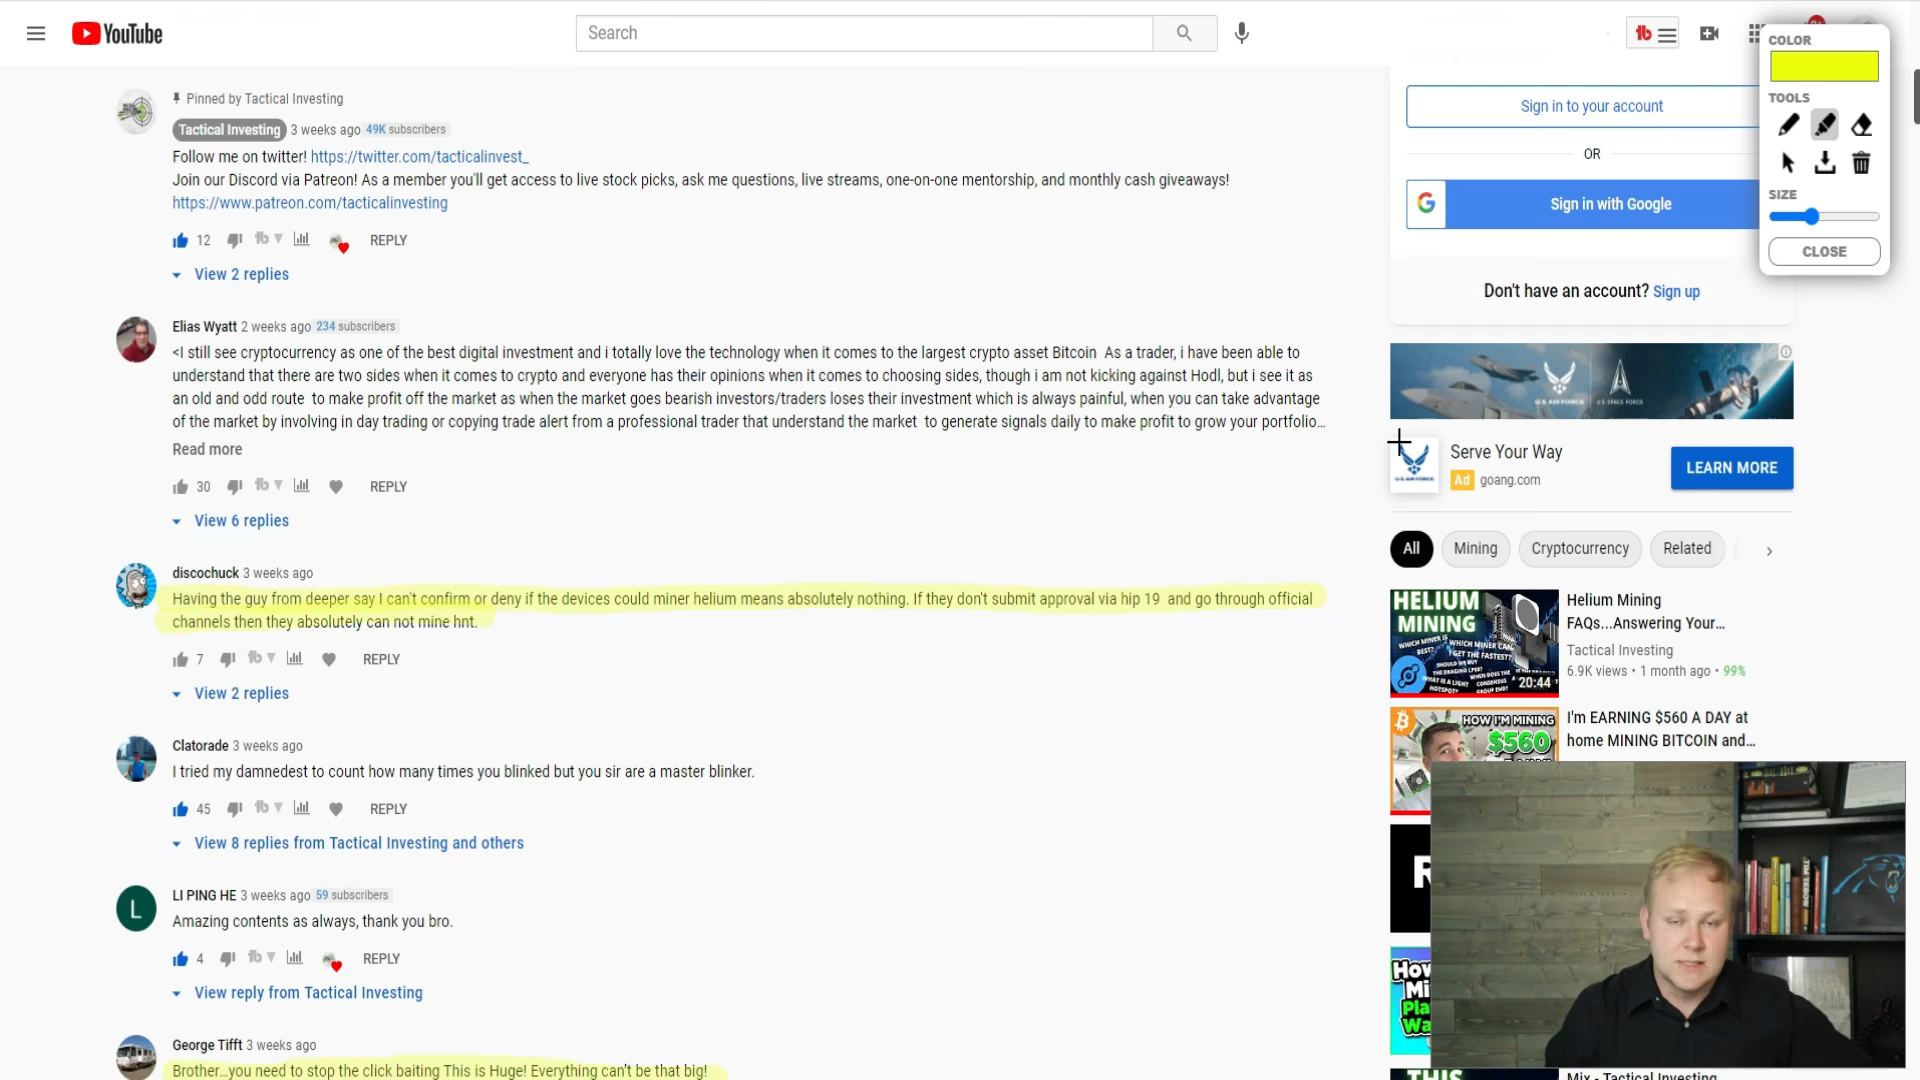 YouTube
Search
COLOR
TOOLS
SIZE
CLOSE
Pinned by Tactical Investing
Tactical Investing 3 weeks ago 49K subscribers
Follow me on twitter! https://twitter.com/tacticalinvest_
Join our Discord via Patreon! As a member you'll get access to live stock picks, ask me questions, live streams, one-on-one mentorship, and monthly cash giveaways!
https://www.patreon.com/tacticalinvesting
12 REPLY
View 2 replies
Elias Wyatt 2 weeks ago 234 subscribers
<I still see cryptocurrency as one of the best digital investment and i totally love the technology when it comes to the largest crypto asset Bitcoin As a trader, i have been able to
understand that there are two sides when it comes to crypto and everyone has their opinions when it comes to choosing sides, though i am not kicking against Hodl, but i see it as
an old and odd route to make profit off the market as when the market goes bearish investors/traders loses their investment which is always painful, when you can take advantage
of the market by involving in day trading or copying trade alert from a professional trader that understand the market to generate signals daily to make profit to grow your portfolio...
Read more
30 REPLY
View 6 replies
discochuck 3 weeks ago
Having the guy from deeper say I can't confirm or deny if the devices could miner helium means absolutely nothing. If they don't submit approval via hip 19 and go through official
channels then they absolutely can not mine hnt.
7 REPLY
View 2 replies
Clatorade 3 weeks ago
I tried my damnedest to count how many times you blinked but you sir are a master blinker.
45 REPLY
View 8 replies from Tactical Investing and others
L
LI PING HE 3 weeks ago 59 subscribers
Amazing contents as always, thank you bro.
4 REPLY
View reply from Tactical Investing
George Tifft 3 weeks ago
Brother...you need to stop the click baiting This is Huge! Everything can't be that big!
Sign in to your account
OR
G
Sign in with Google
Don't have an account? Sign up
U.S. AIR FORCE
U.S. SPACE FORCE
U.S. AIR FORCE
Serve Your Way
Ad goang.com
LEARN MORE
All Mining Cryptocurrency Related
HELIUM
MINING
WHICH MINER IS BEST?
20:44
Helium Mining
FAQs...Answering Your...
Tactical Investing
6.9K views • 1 month ago • 99%
HOW I'M MINING
$560
I'm EARNING $560 A DAY at
home MINING BITCOIN and...
R
How
Mi
Pla
Wa
THIS
Mix - Tactical Investing